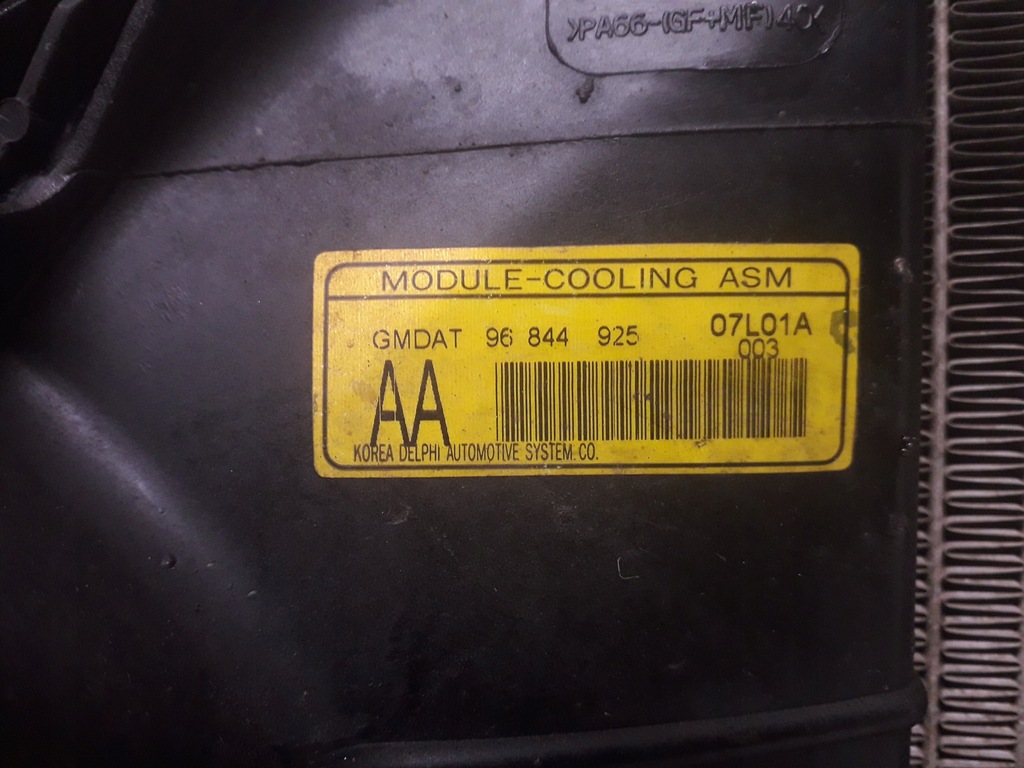 >PA66-(GF+MF)40<
MODULE-COOLING ASM
GMDAT 96 844 925 07L01A
003
AA
KOREA DELPHI AUTOMOTIVE SYSTEM CO.